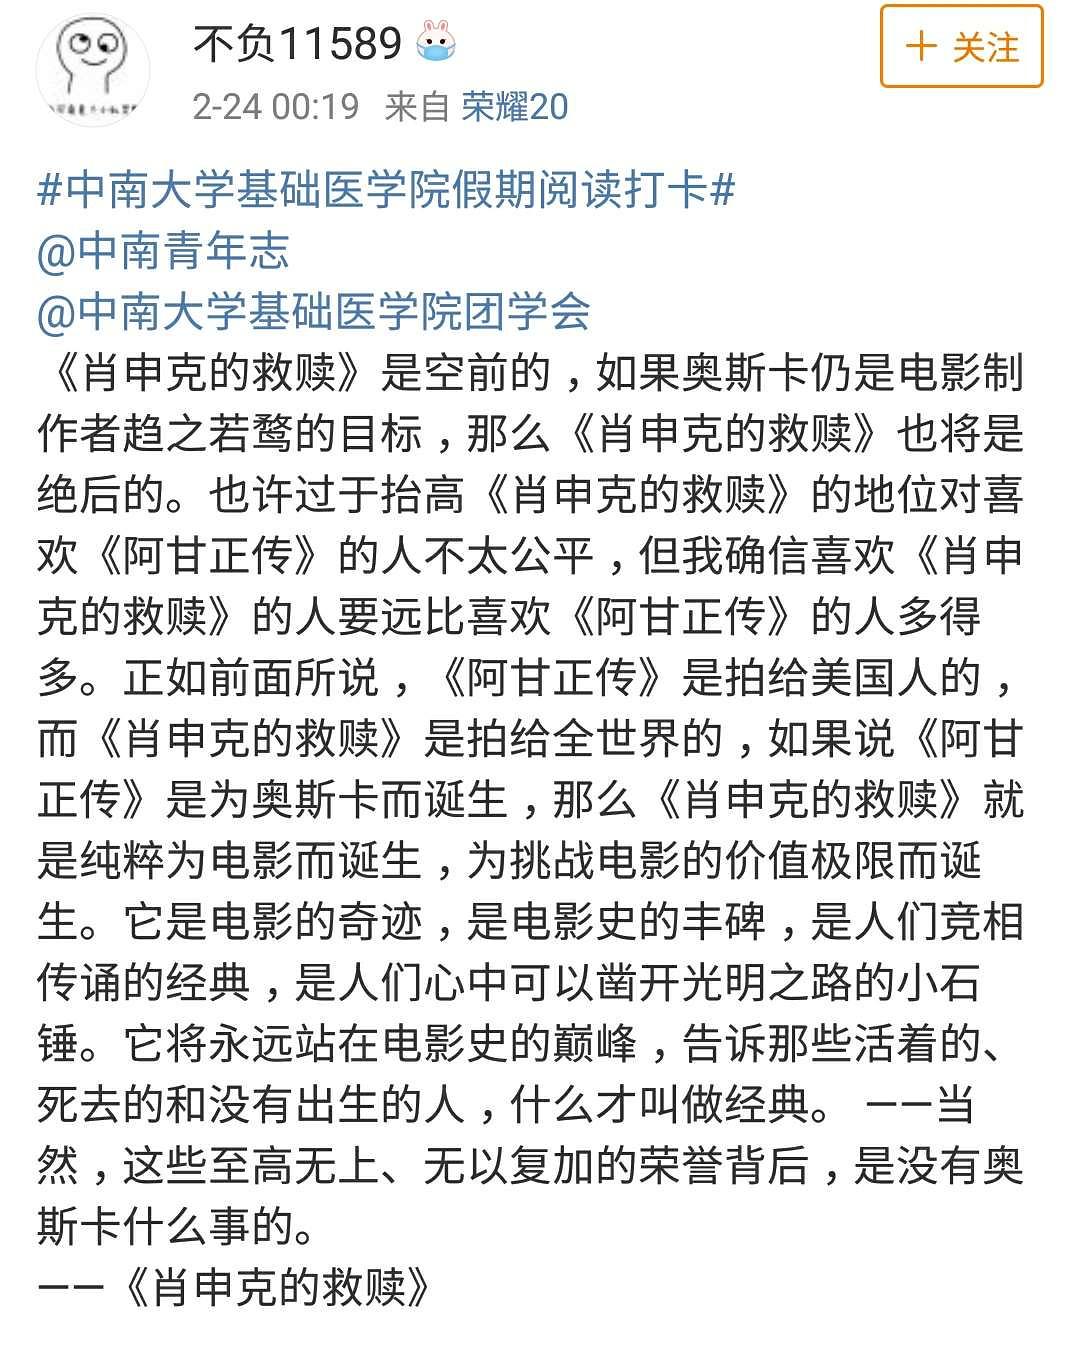 不负11589
+ 关注
2-24 00:19 来自 荣耀20
#中南大学基础医学院假期阅读打卡#
@中南青年志
@中南大学基础医学院团学会
《肖申克的救赎》是空前的，如果奥斯卡仍是电影制
作者趋之若鹜的目标，那么《肖申克的救赎》也将是
绝后的。也许过于抬高《肖申克的救赎》的地位对喜
欢《阿甘正传》的人不太公平，但我确信喜欢《肖申
克的救赎》的人要远比喜欢《阿甘正传》的人多得
多。正如前面所说，《阿甘正传》是拍给美国人的，
而《肖申克的救赎》是拍给全世界的，如果说《阿甘
正传》是为奥斯卡而诞生，那么《肖申克的救赎》就
是纯粹为电影而诞生，为挑战电影的价值极限而诞
生。它是电影的奇迹，是电影史的丰碑，是人们竞相
传诵的经典，是人们心中可以凿开光明之路的小石
锤。它将永远站在电影史的巅峰，告诉那些活着的、
死去的和没有出生的人，什么才叫做经典。 ——当
然，这些至高无上、无以复加的荣誉背后，是没有奥
斯卡什么事的。
——《肖申克的救赎》